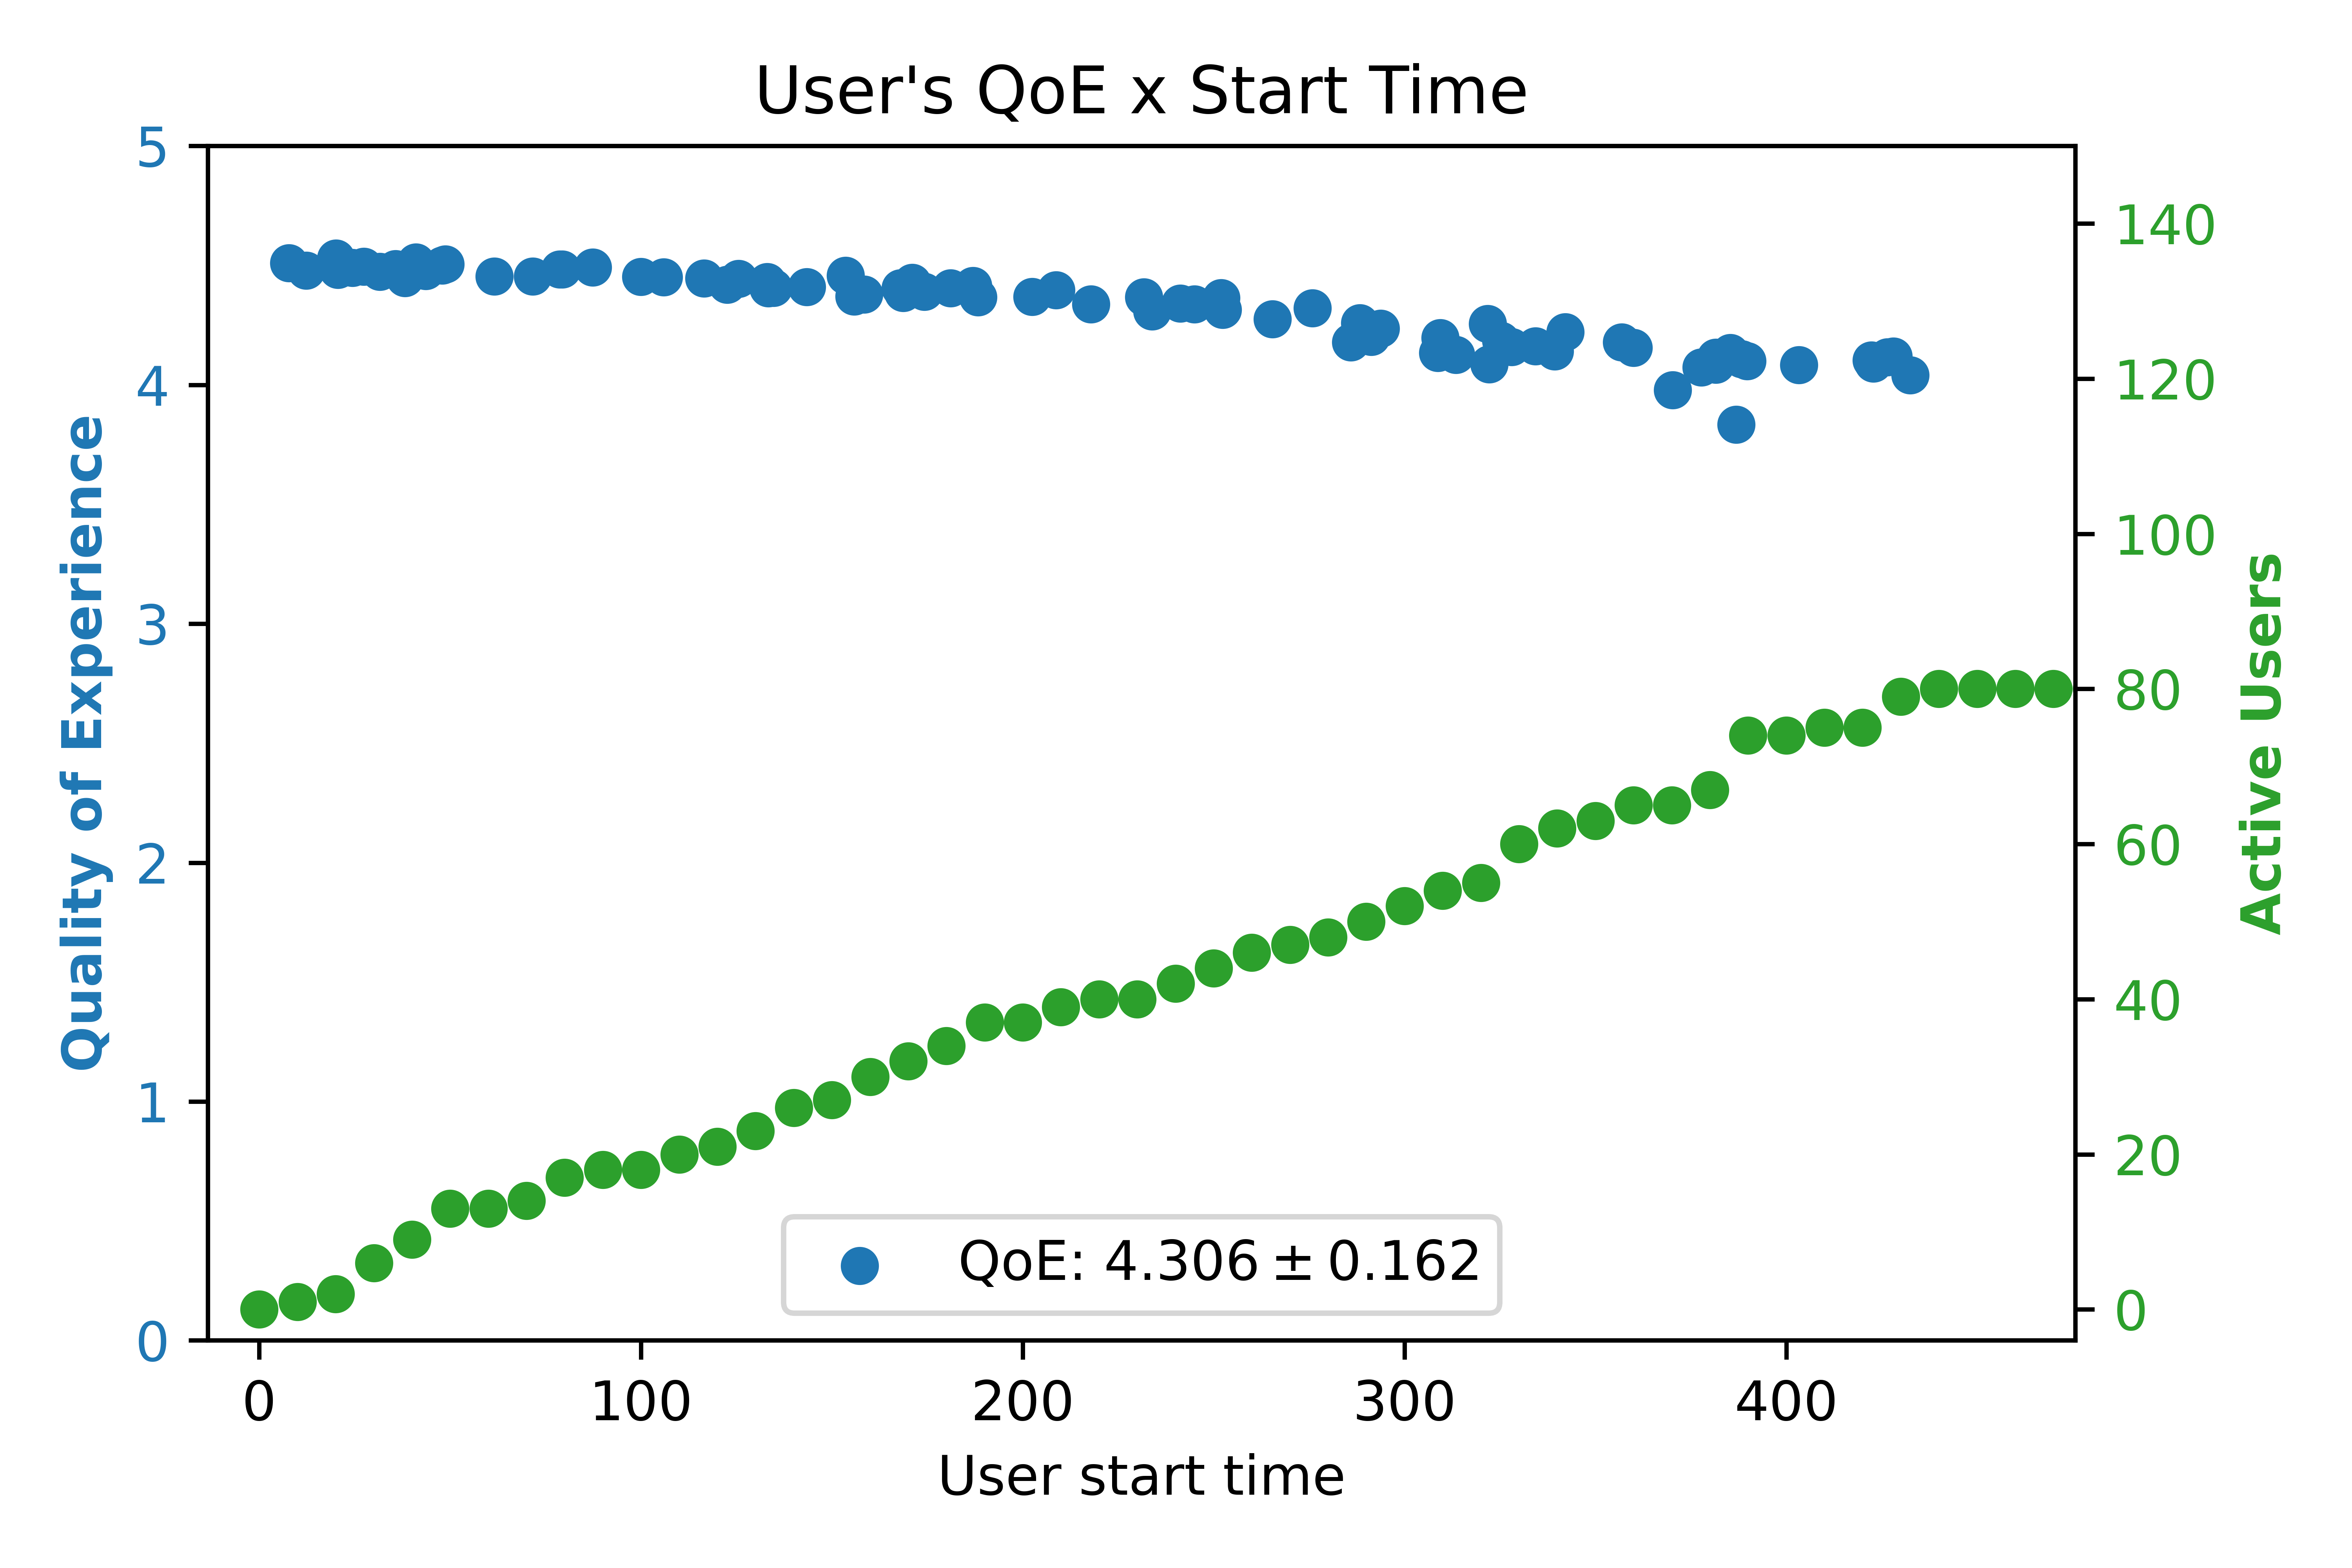 User's QoE x Start Time
5
4
3
2
1
0
Quality of Experience
140
120
100
80
60
40
20
0
Active Users
QoE: 4.306 ± 0.162
0 100 200 300 400
User start time